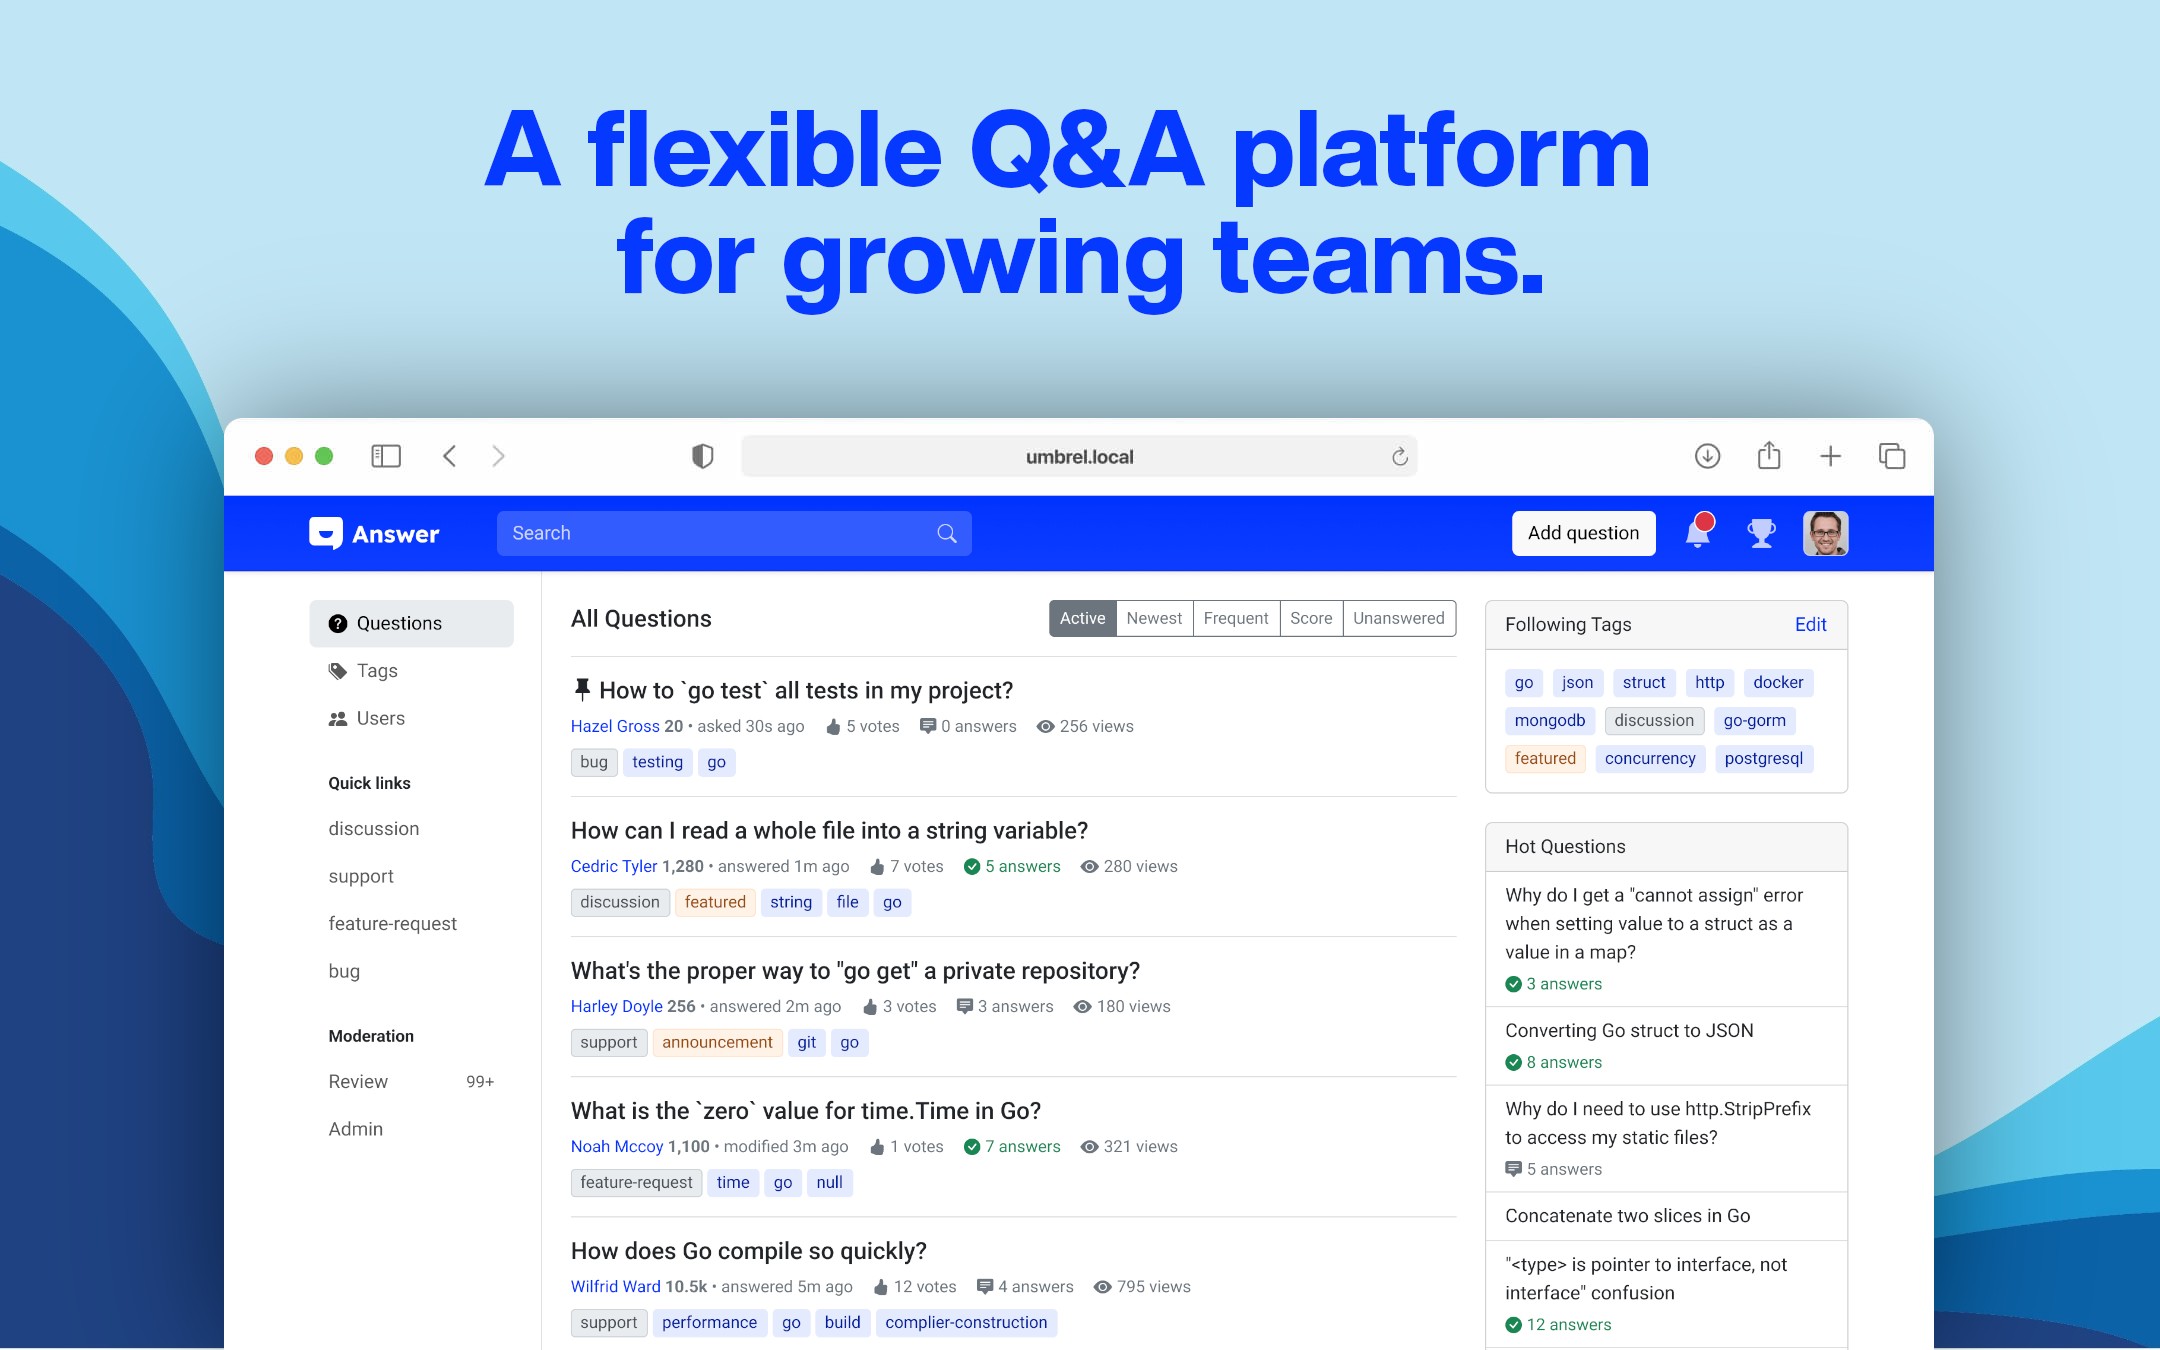 A flexible Q&A platform
for growing teams.
umbrel.local
Answer
Search
Add question
Questions
Tags
Users
Quick links
discussion
support
feature-request
bug
Moderation
Review 99+
Admin
All Questions
Active Newest Frequent Score Unanswered
How to `go test` all tests in my project?
Hazel Gross 20 • asked 30s ago 5 votes 0 answers 256 views
bug testing go
How can I read a whole file into a string variable?
Cedric Tyler 1,280 • answered 1m ago 7 votes 5 answers 280 views
discussion featured string file go
What's the proper way to "go get" a private repository?
Harley Doyle 256 • answered 2m ago 3 votes 3 answers 180 views
support announcement git go
What is the `zero` value for time.Time in Go?
Noah Mccoy 1,100 • modified 3m ago 1 votes 7 answers 321 views
feature-request time go null
How does Go compile so quickly?
Wilfrid Ward 10.5k • answered 5m ago 12 votes 4 answers 795 views
support performance go build complier-construction
Following Tags Edit
go json struct http docker
mongodb discussion go-gorm
featured concurrency postgresql
Hot Questions
Why do I get a "cannot assign" error
when setting value to a struct as a
value in a map?
3 answers
Converting Go struct to JSON
8 answers
Why do I need to use http.StripPrefix
to access my static files?
5 answers
Concatenate two slices in Go
"<type> is pointer to interface, not
interface" confusion
12 answers